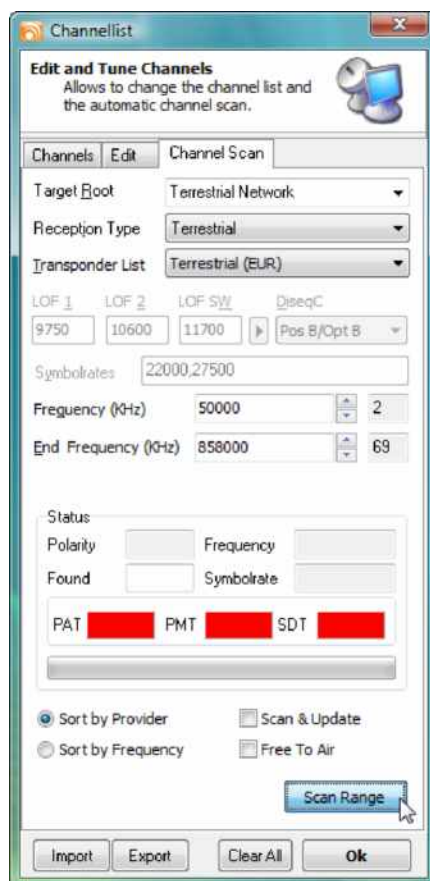 Channellist
Edit and Tune Channels
Allows to change the channel list and
the automatic channel scan.
Channels Edit Channel Scan
Target Root Terrestrial Network
Reception Type Terrestrial
Transponder List Terrestrial (EUR)
LOF 1 LOF 2 LOF SW DiseqC
9750 10600 11700 Pos B/Opt B
Symbolrates 22000,27500
Frequency (KHz) 50000 2
End Frequency (KHz) 858000 69
Status
Polarity Frequency
Found Symbolrate
PAT PMT SDT
Sort by Provider Scan & Update
Sort by Frequency Free To Air
Scan Range
Import Export Clear All Ok